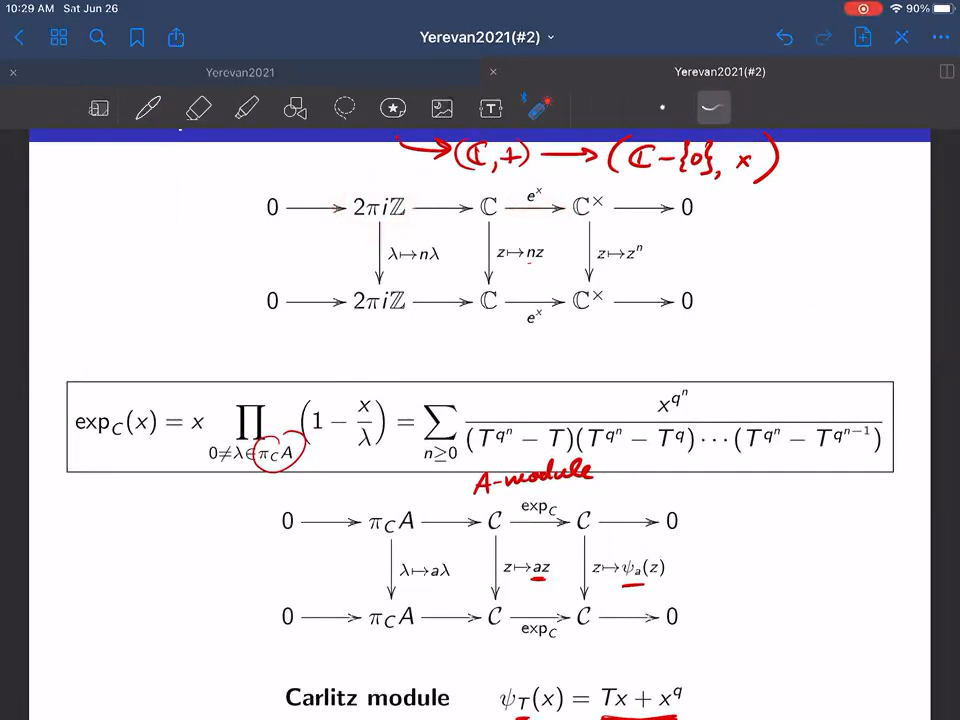 10:29 AM Sat Jun 26
90%
Yerevan2021(#2)
Yerevan2021
Yerevan2021(#2)
(ℂ, +) ⟶ (ℂ - {0}, ×)
0 ⟶ 2πiℤ ⟶ ℂ ⟶ ℂ^× ⟶ 0
e^x
λ↦nλ z↦nz z↦z^n
0 ⟶ 2πiℤ ⟶ ℂ ⟶ ℂ^× ⟶ 0
e^x
exp_C(x) = x ∏_{0≠λ∈π_C A} (1 − x/λ) = ∑_{n≥0} x^{q^n} / (T^{q^n} − T)(T^{q^n} − T^q) ··· (T^{q^n} − T^{q^{n−1}})
A-module
exp_C
0 ⟶ π_C A ⟶ 𝒞 ⟶ 𝒞 ⟶ 0
λ↦aλ z↦az z↦ψ_a(z)
0 ⟶ π_C A ⟶ 𝒞 ⟶ 𝒞 ⟶ 0
exp_C
Carlitz module ψ_T(x) = Tx + x^q